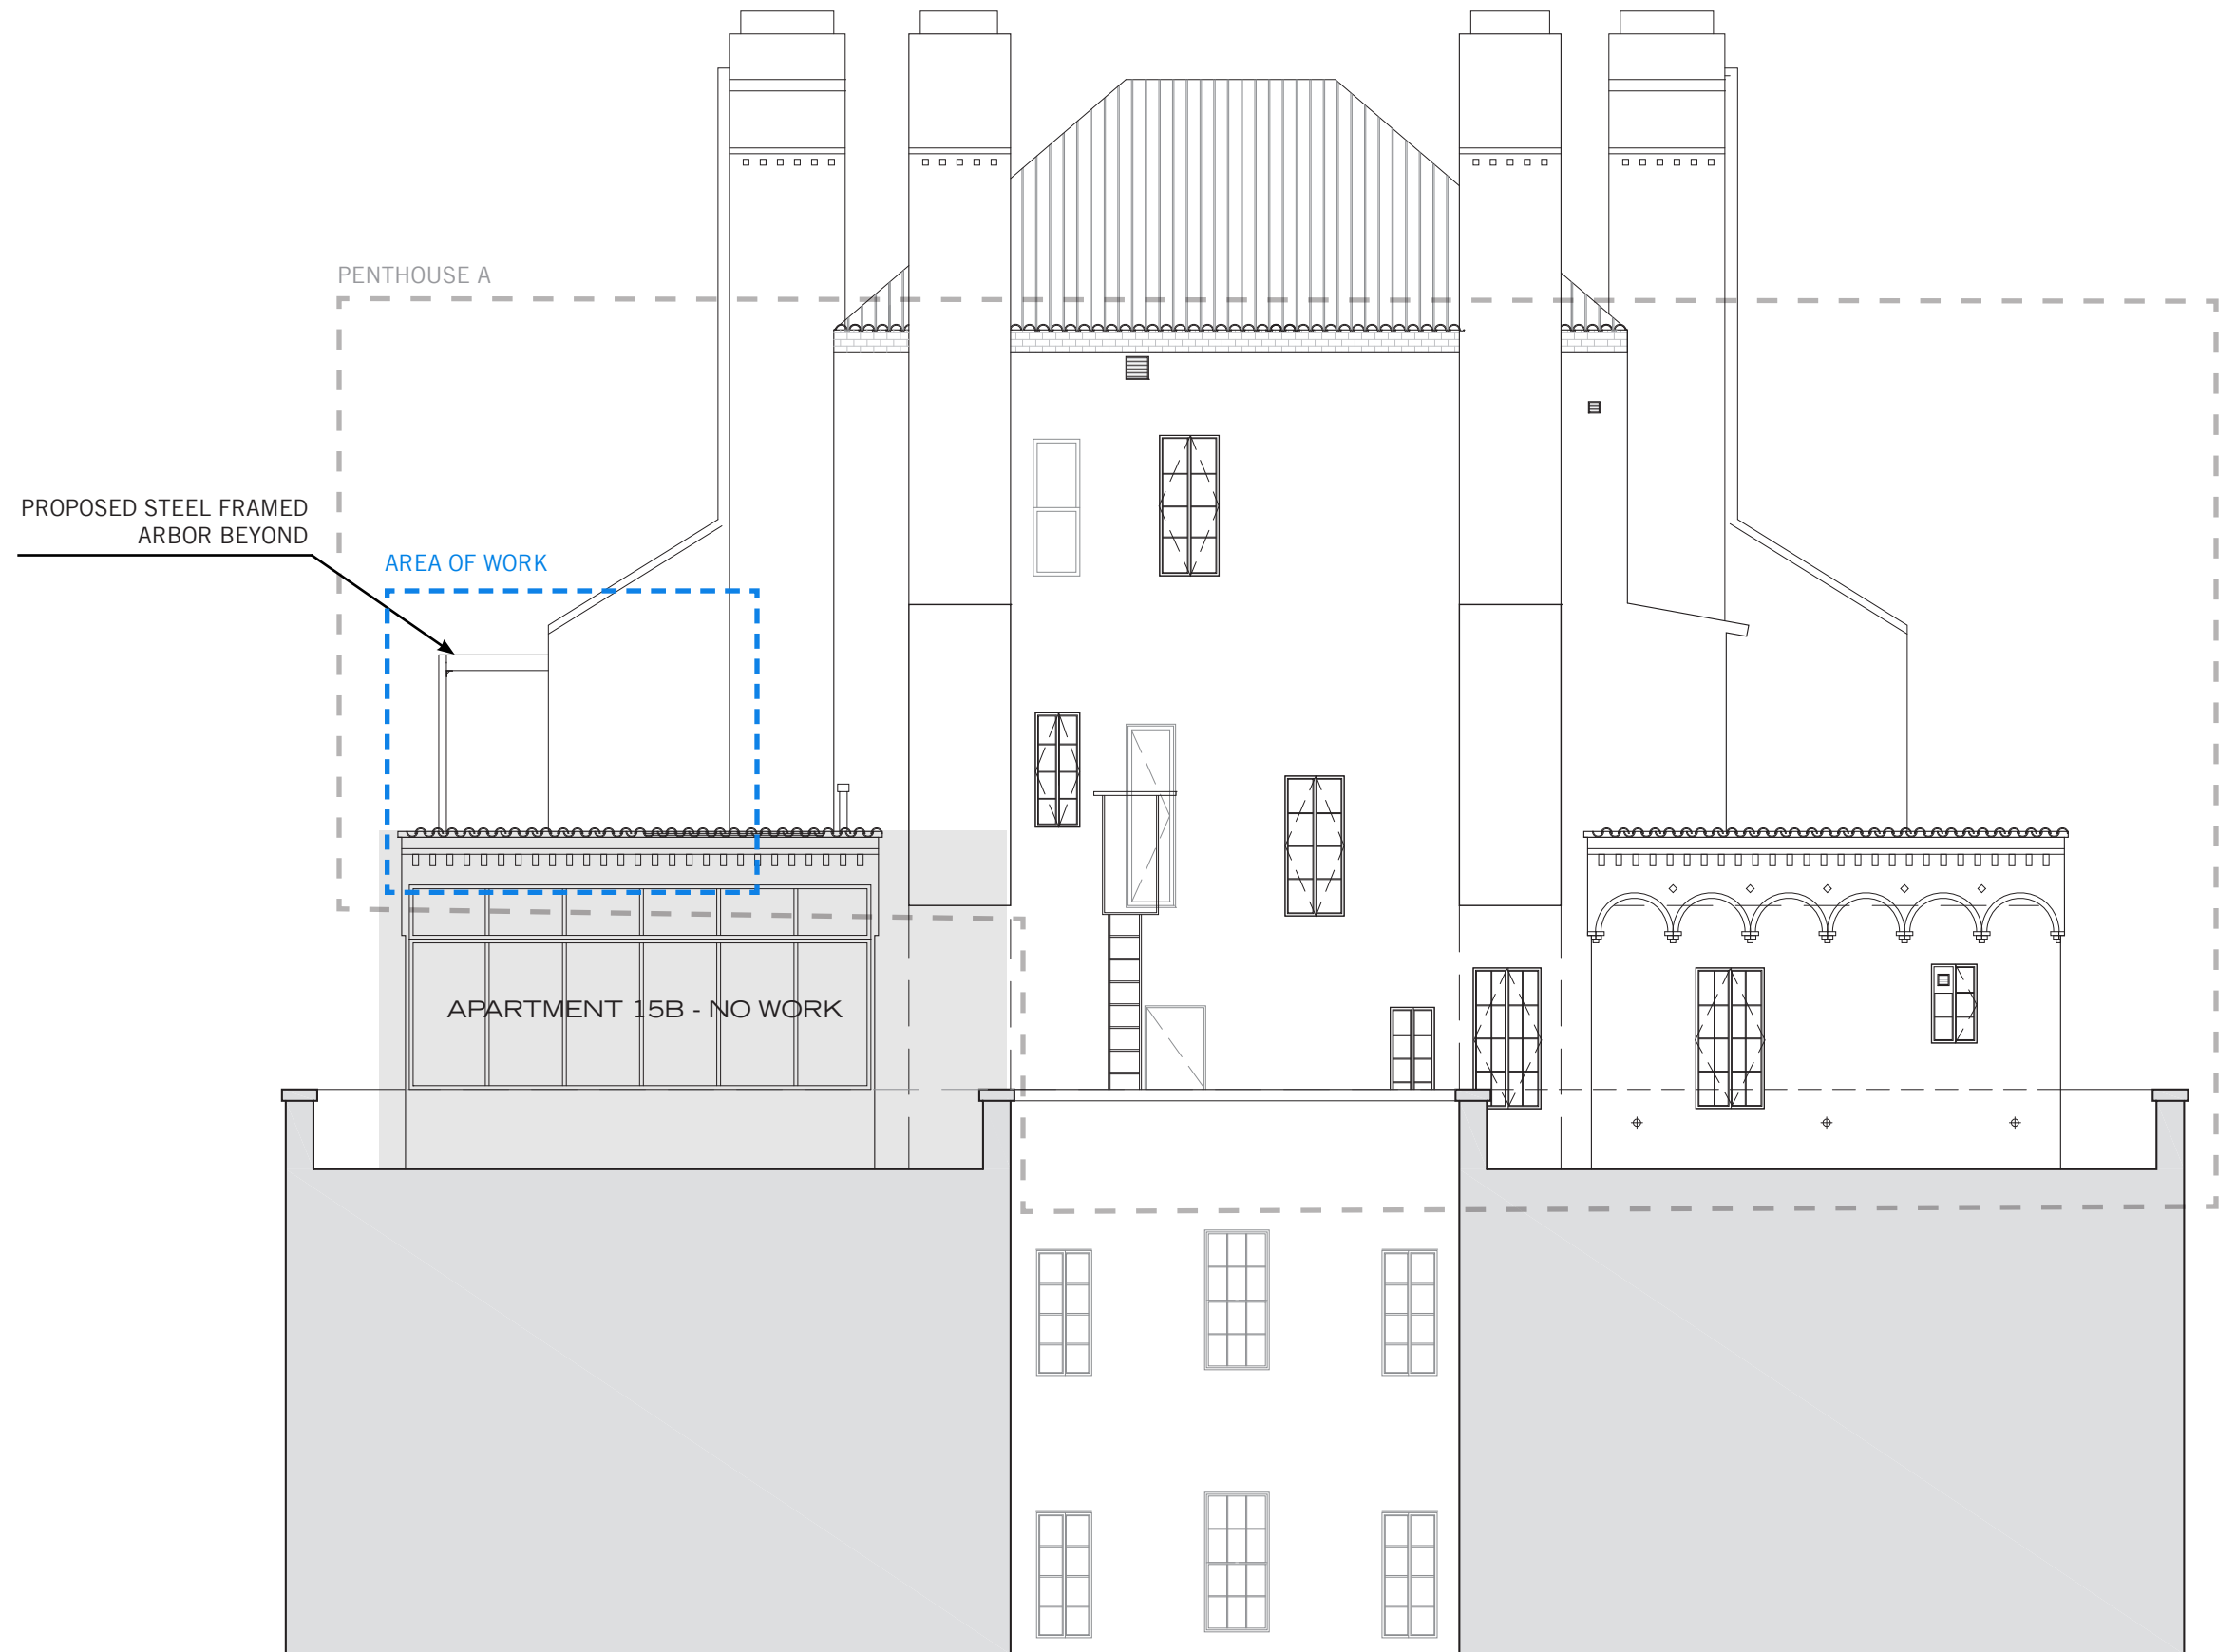 PENTHOUSE A
PROPOSED STEEL FRAMED
ARBOR BEYOND
AREA OF WORK
APARTMENT 15B - NO WORK